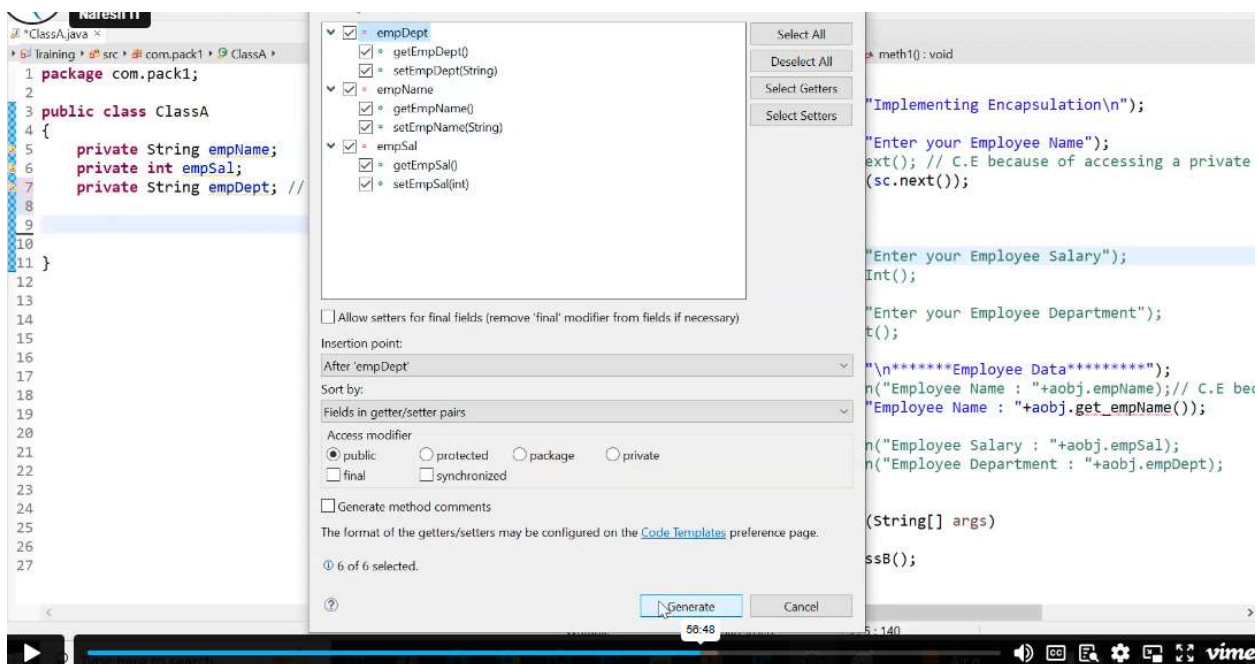 Naresh IT
*ClassA.java ×
Training › src › com.pack1 › ClassA ›
1 package com.pack1;
2
3 public class ClassA
4 {
5 private String empName;
6 private int empSal;
7 private String empDept; //
8
9
10
11 }
12
13
14
15
16
17
18
19
20
21
22
23
24
25
26
27
empDept
getEmpDept()
setEmpDept(String)
empName
getEmpName()
setEmpName(String)
empSal
getEmpSal()
setEmpSal(int)
Select All
Deselect All
Select Getters
Select Setters
Allow setters for final fields (remove 'final' modifier from fields if necessary)
Insertion point:
After 'empDept'
Sort by:
Fields in getter/setter pairs
Access modifier
public protected package private
final synchronized
Generate method comments
The format of the getters/setters may be configured on the Code Templates preference page.
6 of 6 selected.
Generate Cancel
56:48
meth1() : void
"Implementing Encapsulation\n");
"Enter your Employee Name");
ext(); // C.E because of accessing a private
(sc.next());
"Enter your Employee Salary");
Int();
"Enter your Employee Department");
t();
"\n*******Employee Data*********");
n("Employee Name : "+aobj.empName);// C.E bec
"Employee Name : "+aobj.get_empName());
n("Employee Salary : "+aobj.empSal);
n("Employee Department : "+aobj.empDept);
(String[] args)
ssB();
5 : 140
CC
vime